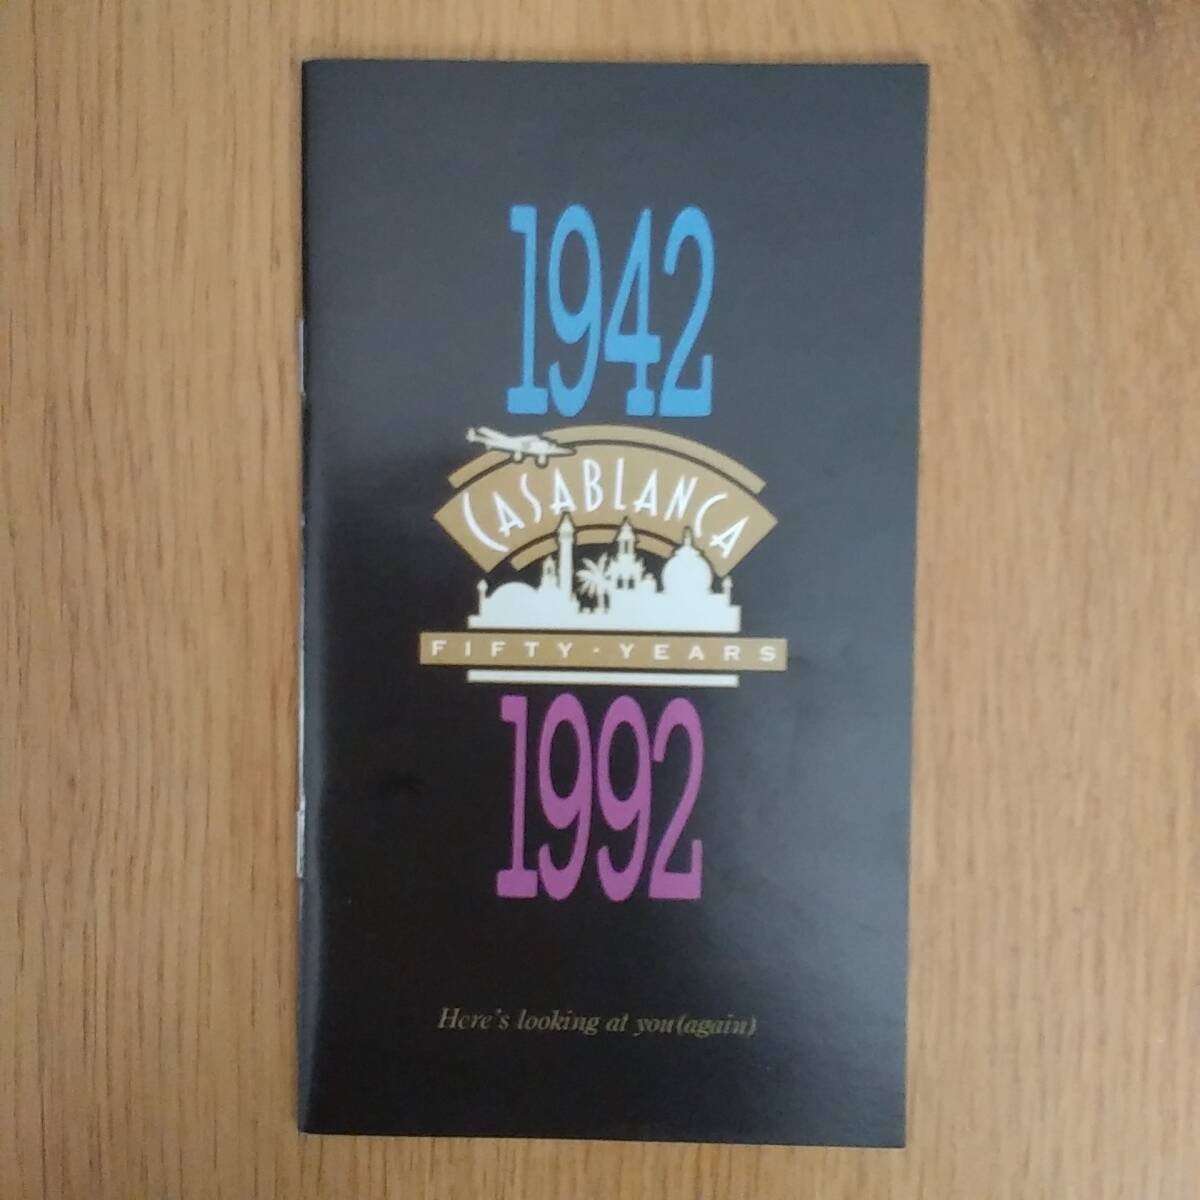 1942
CASABLANCA
FIFTY·YEARS
1992
Here's looking at you(again)